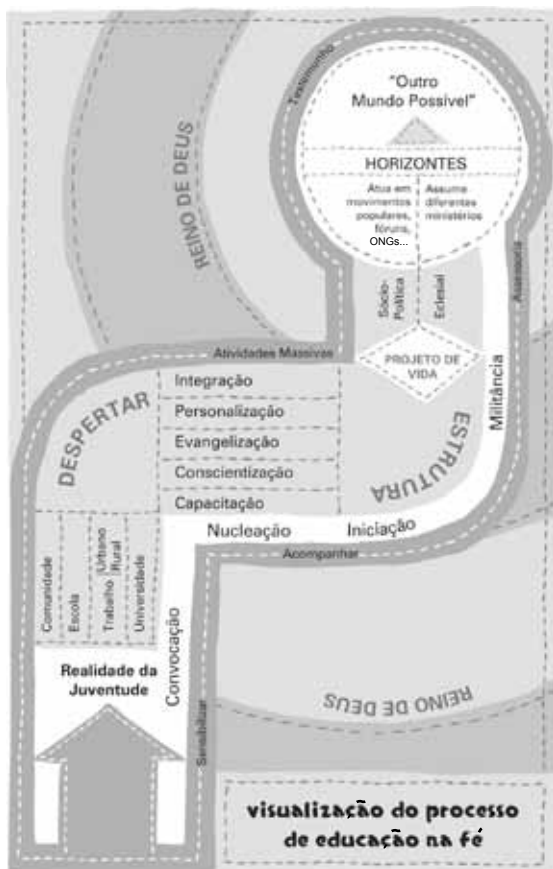 Testemunho
"Outro
Mundo Possível"
HORIZONTES
Atua em
movimentos
populares,
fóruns,
ONGs...
Assume
diferentes
ministérios
REINO DE DEUS
Assessoria
Sócio-
Política
Eclesial
Atividades Massivas
PROJETO DE
VIDA
Militância
DESPERTAR
Integração
Personalização
Evangelização
Conscientização
Capacitação
ESTRUTURA
Nucleação
Iniciação
Acompanhar
Comunidade
Escola
Trabalho
Urbano
Rural
Universidade
Convocação
Realidade da
Juventude
Sensibilizar
REINO DE DEUS
visualização do processo
de educação na fé